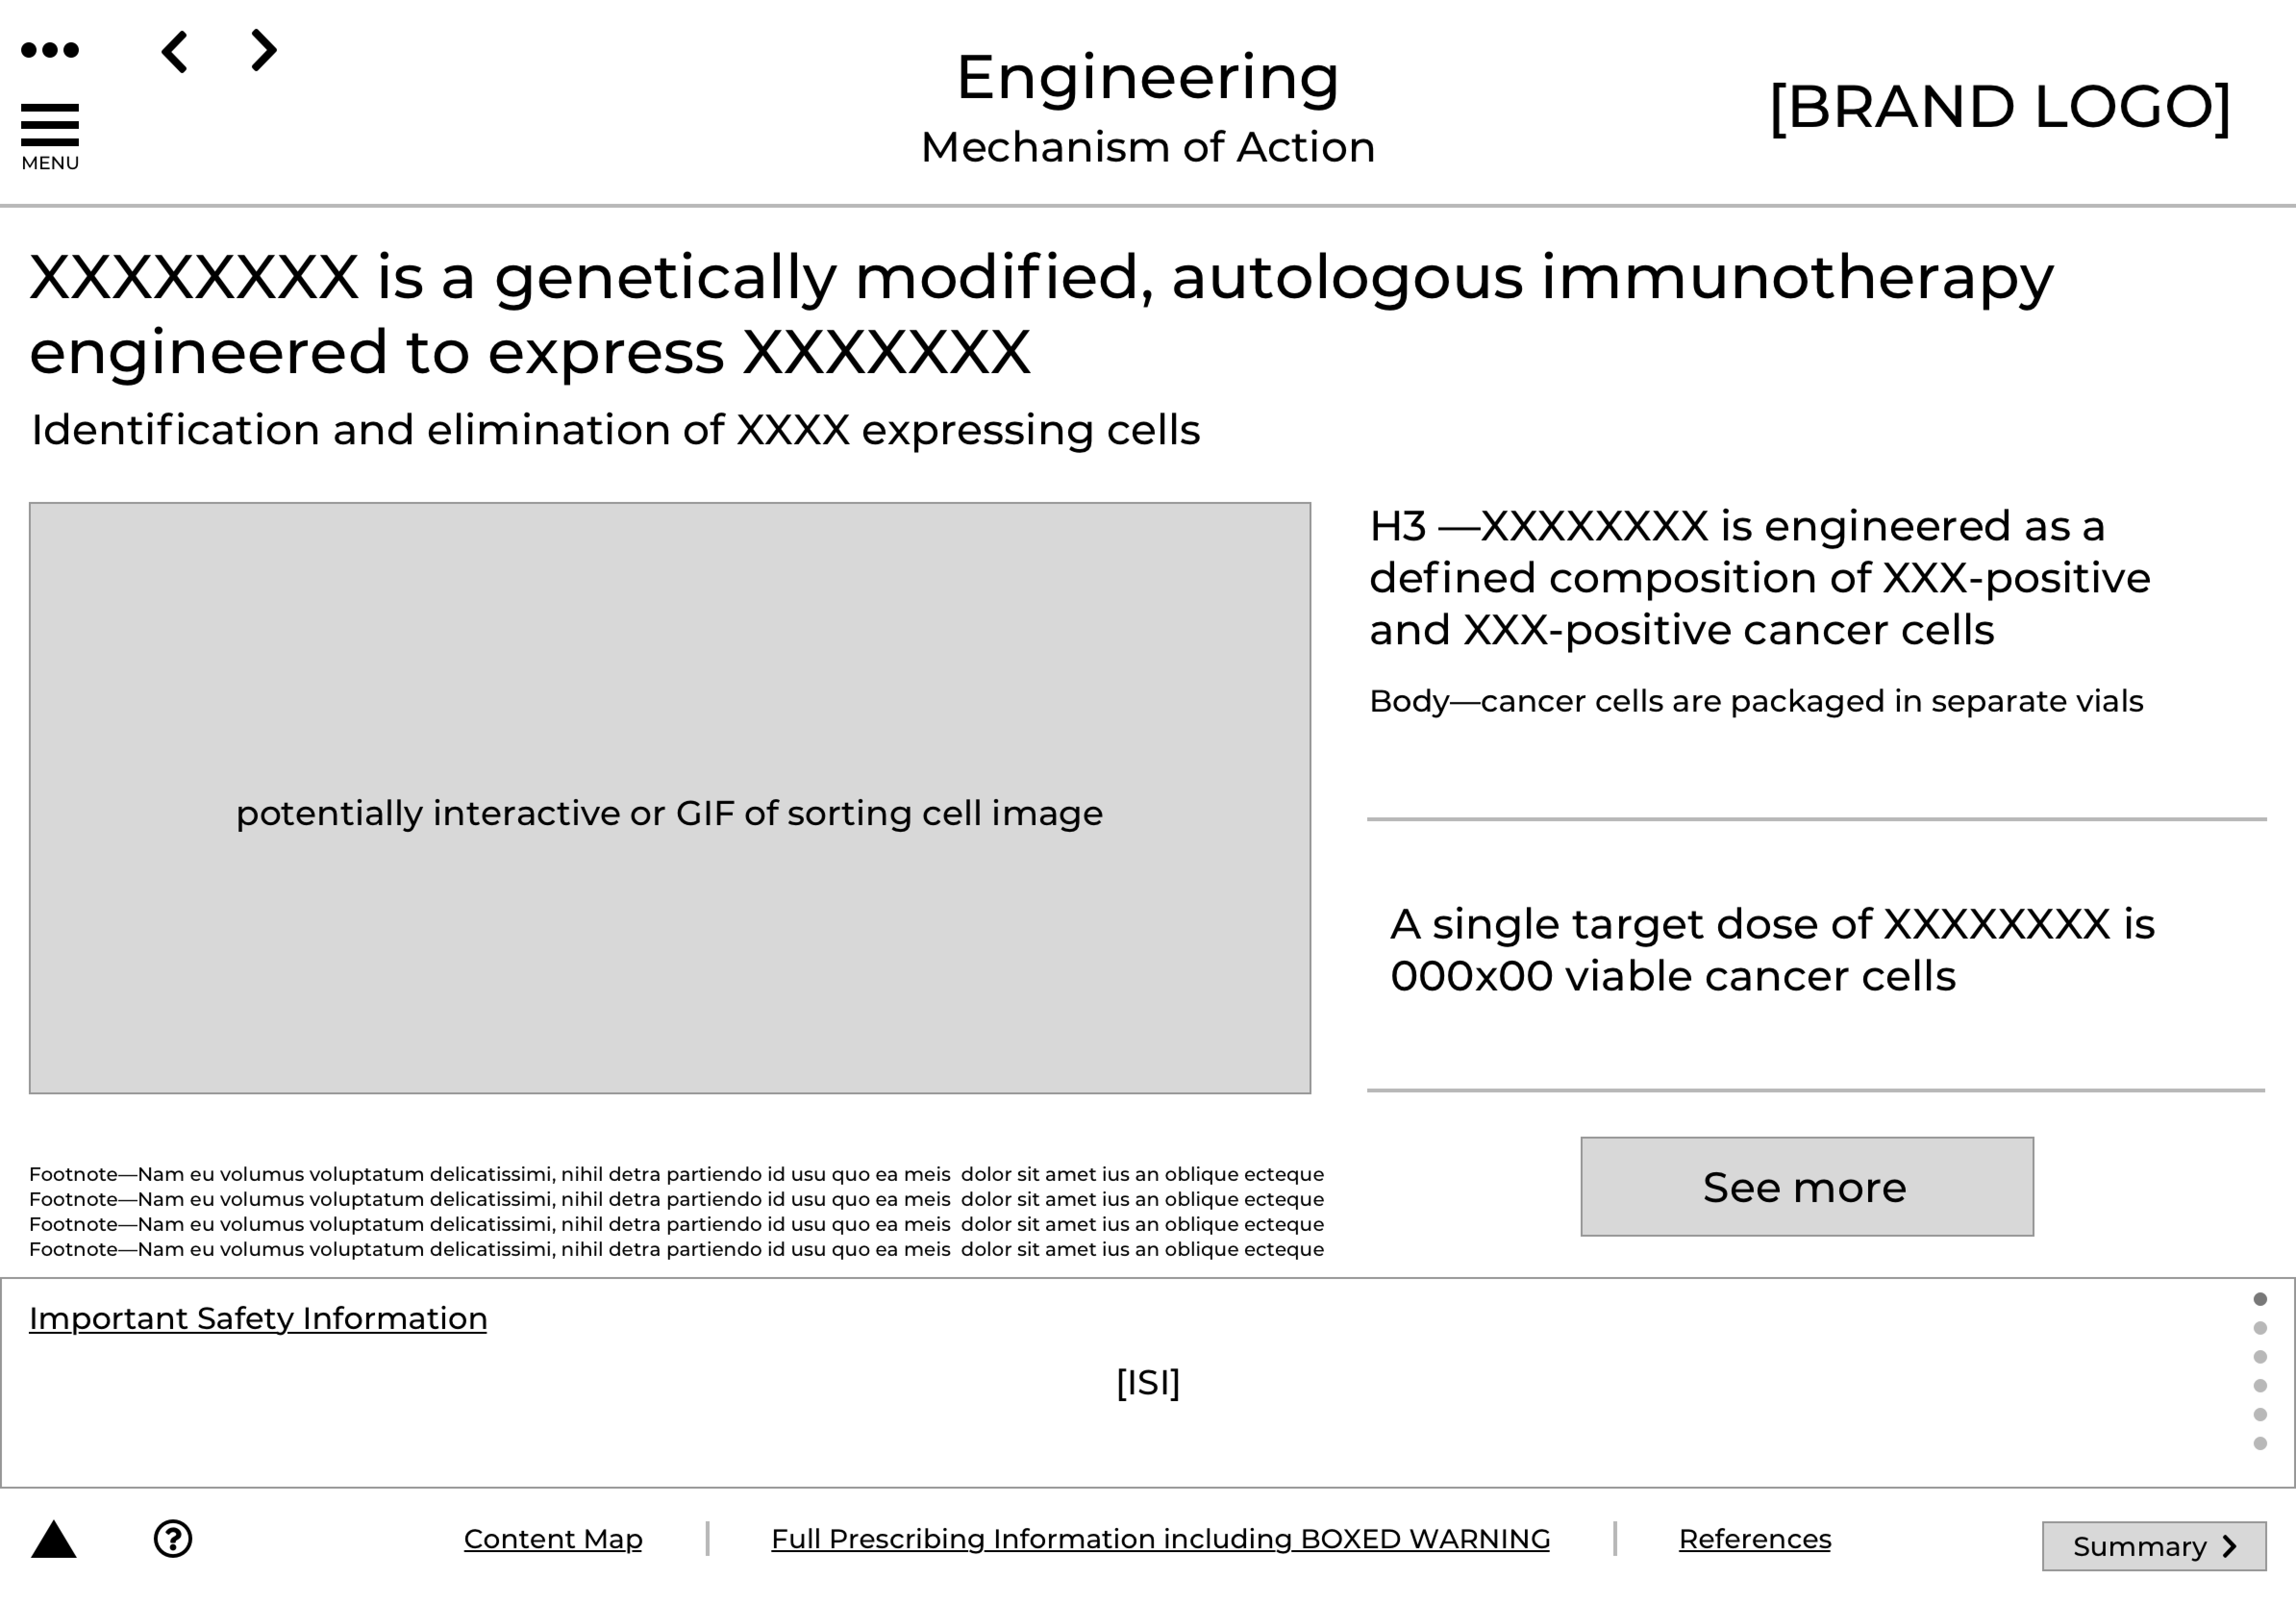 MENU
Engineering
Mechanism of Action
[BRAND LOGO]
XXXXXXXX is a genetically modified, autologous immunotherapy
engineered to express XXXXXXX
Identification and elimination of XXXX expressing cells
potentially interactive or GIF of sorting cell image
H3 —XXXXXXXX is engineered as a
defined composition of XXX-positive
and XXX-positive cancer cells
Body—cancer cells are packaged in separate vials
A single target dose of XXXXXXXX is
000x00 viable cancer cells
See more
Footnote—Nam eu volumus voluptatum delicatissimi, nihil detra partiendo id usu quo ea meis  dolor sit amet ius an oblique ecteque
Footnote—Nam eu volumus voluptatum delicatissimi, nihil detra partiendo id usu quo ea meis  dolor sit amet ius an oblique ecteque
Footnote—Nam eu volumus voluptatum delicatissimi, nihil detra partiendo id usu quo ea meis  dolor sit amet ius an oblique ecteque
Footnote—Nam eu volumus voluptatum delicatissimi, nihil detra partiendo id usu quo ea meis  dolor sit amet ius an oblique ecteque
Important Safety Information
[ISI]
?
Content Map
Full Prescribing Information including BOXED WARNING
References
Summary